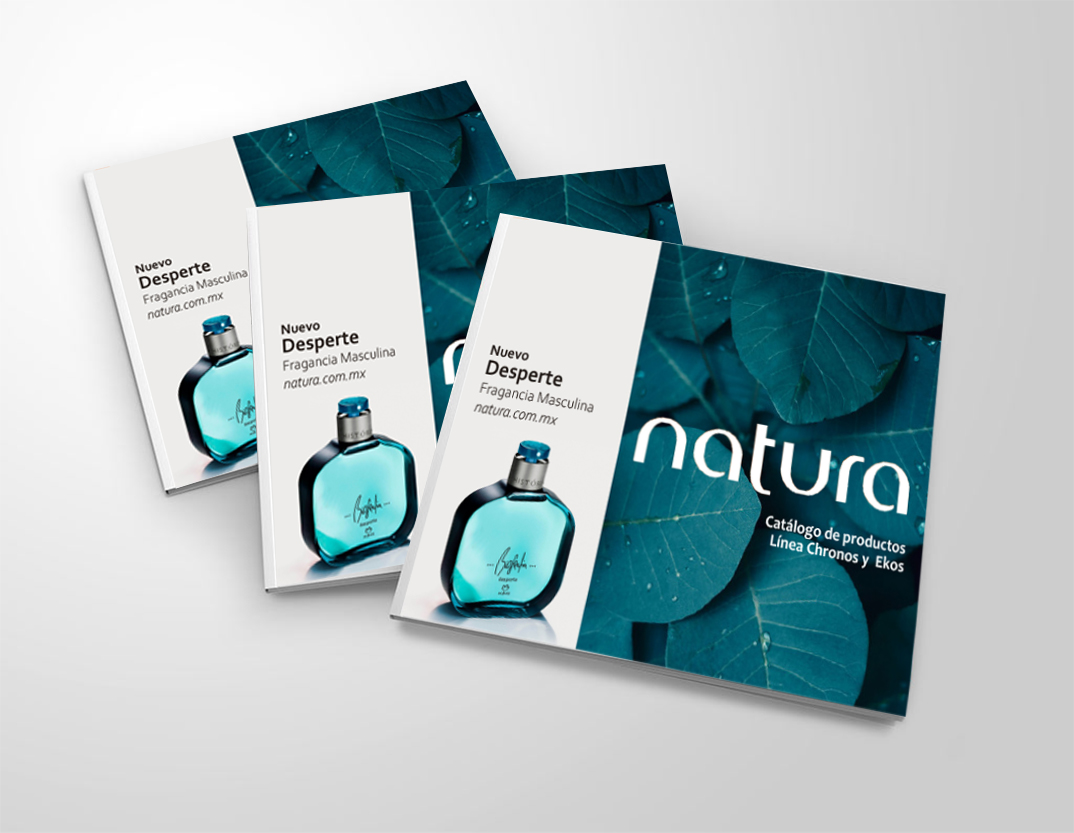 Nuevo
Desperte
Fragancia Masculina
natura.com.mx
Nuevo
Desperte
Fragancia Masculina
natura.com.mx
Nuevo
Desperte
Fragancia Masculina
natura.com.mx
natura
Catálogo de productos
Línea Chronos y Ekos